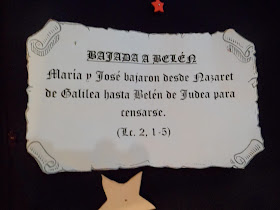 BAJADA A BELÉN
María y José bajaron desde Nazaret
de Galilea hasta Belén de Judea para
censarse.
(Lc. 2, 1-5)